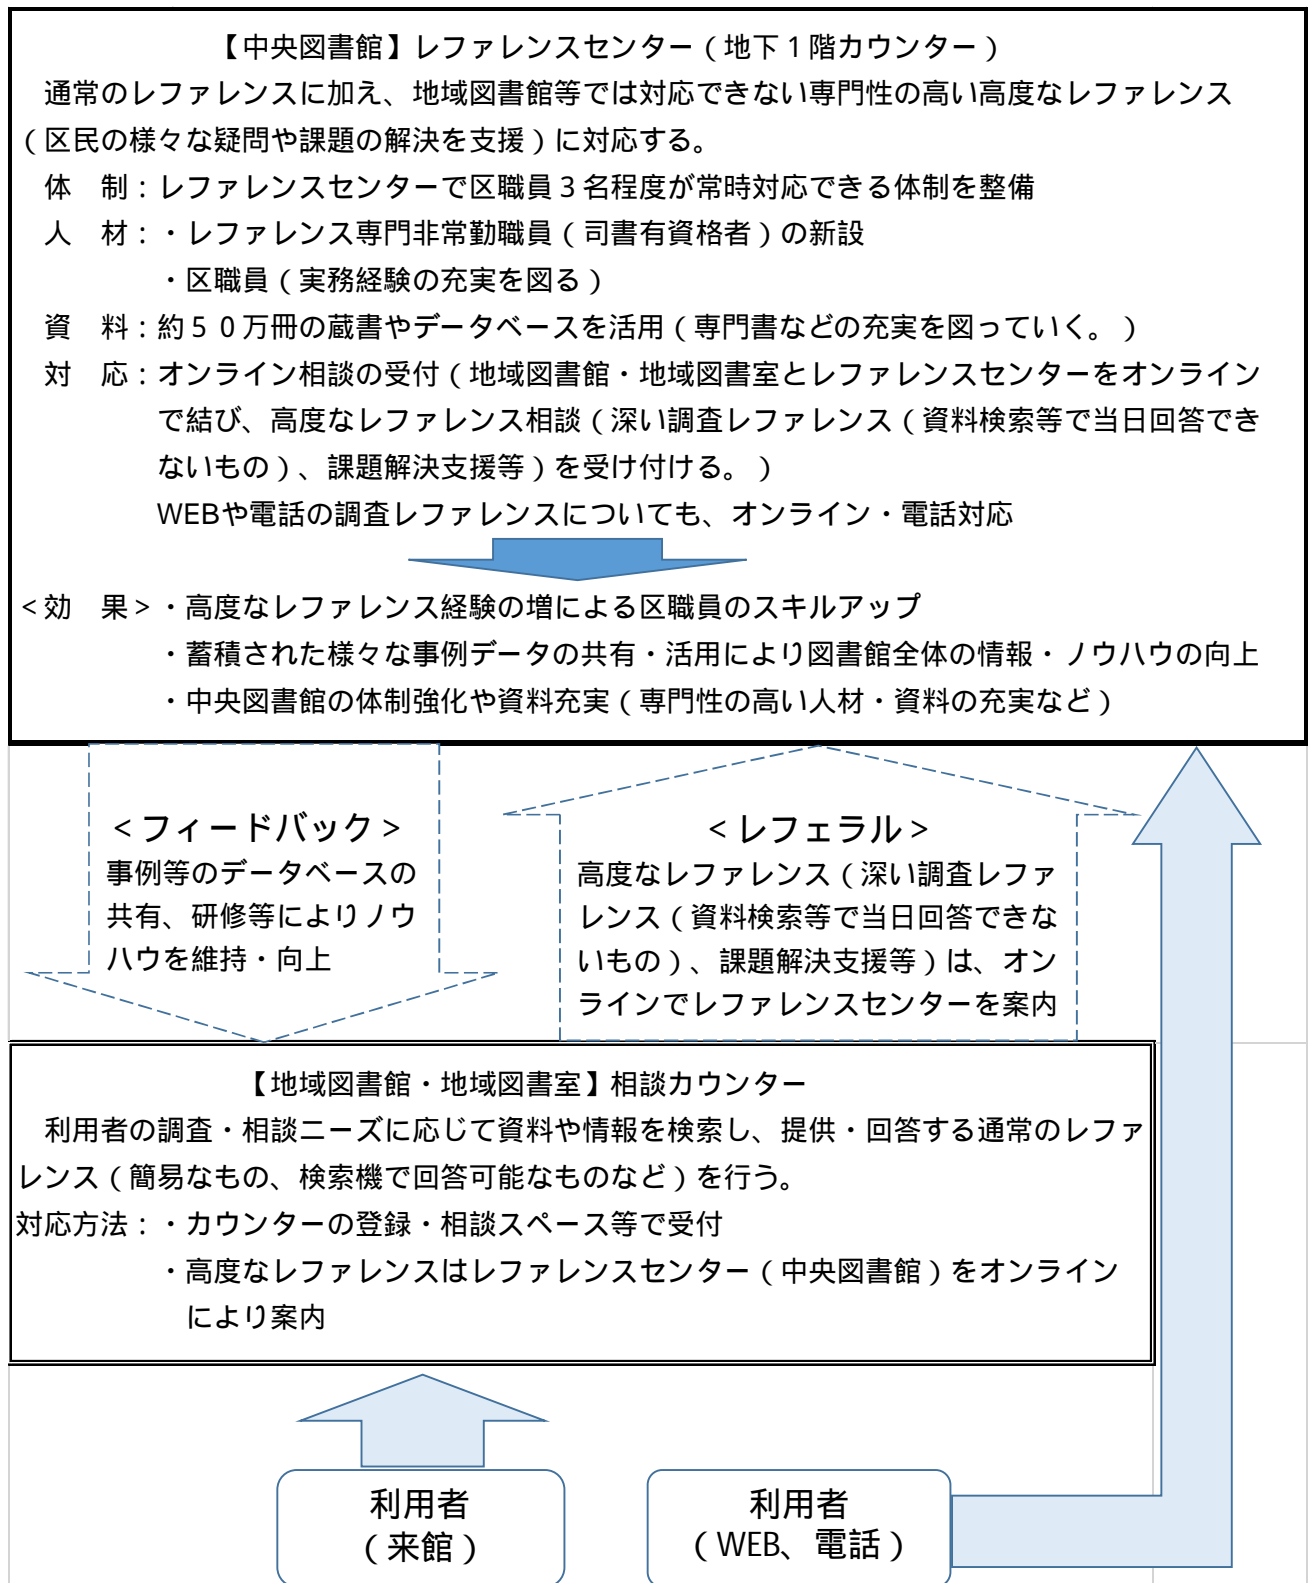 【中央図書館】レファレンスセンター（地下１階カウンター）
通常のレファレンスに加え、地域図書館等では対応できない専門性の高い高度なレファレンス
（区民の様々な疑問や課題の解決を支援）に対応する。
体　制：レファレンスセンターで区職員３名程度が常時対応できる体制を整備
人　材：・レファレンス専門非常勤職員（司書有資格者）の新設
・区職員（実務経験の充実を図る）
資　料：約５０万冊の蔵書やデータベースを活用（専門書などの充実を図っていく。）
対　応：オンライン相談の受付（地域図書館・地域図書室とレファレンスセンターをオンライン
で結び、高度なレファレンス相談（深い調査レファレンス（資料検索等で当日回答でき
ないもの）、課題解決支援等）を受け付ける。）
WEBや電話の調査レファレンスについても、オンライン・電話対応
<効　果>・高度なレファレンス経験の増による区職員のスキルアップ
・蓄積された様々な事例データの共有・活用により図書館全体の情報・ノウハウの向上
・中央図書館の体制強化や資料充実（専門性の高い人材・資料の充実など）
<フィードバック>
事例等のデータベースの
共有、研修等によりノウ
ハウを維持・向上
<レフェラル>
高度なレファレンス（深い調査レファ
レンス（資料検索等で当日回答できな
いもの）、課題解決支援等）は、オン
ラインでレファレンスセンターを案内
【地域図書館・地域図書室】相談カウンター
利用者の調査・相談ニーズに応じて資料や情報を検索し、提供・回答する通常のレファ
レンス（簡易なもの、検索機で回答可能なものなど）を行う。
対応方法：・カウンターの登録・相談スペース等で受付
・高度なレファレンスはレファレンスセンター（中央図書館）をオンライン
により案内
利用者
（来館）
利用者
（WEB、電話）